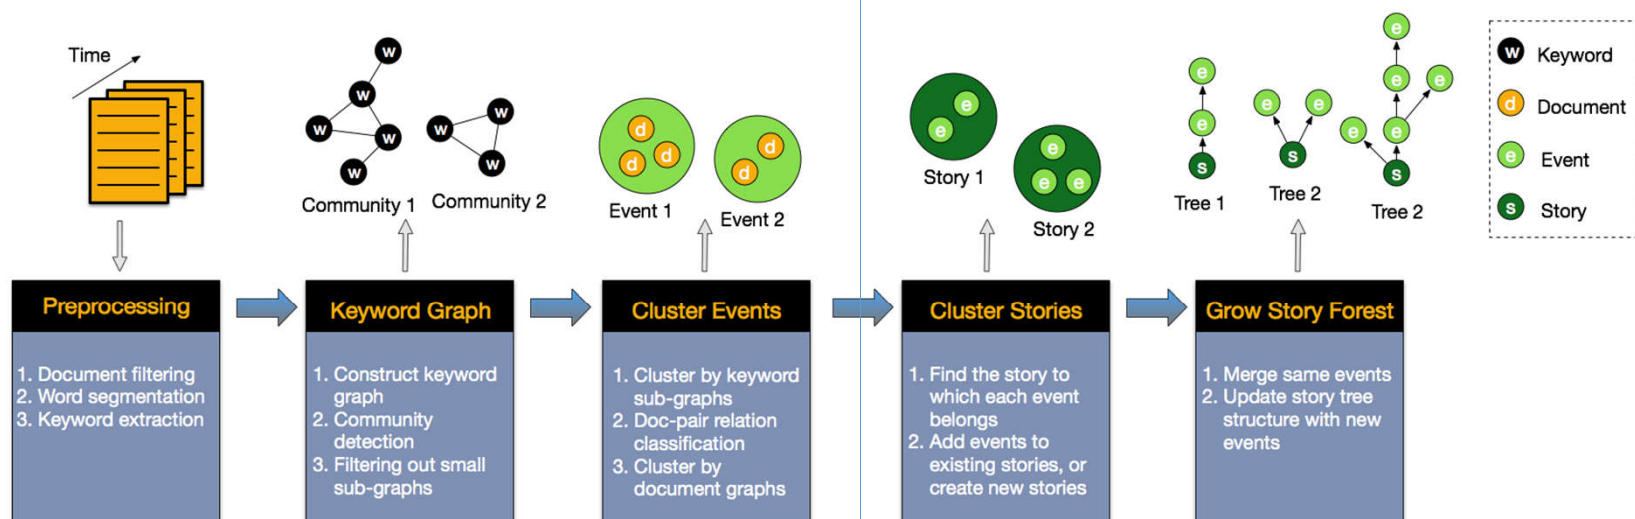 Time
w
w
w
w
w
w
w
w
Community 1
Community 2
d
d
d
d
d
Event 1
Event 2
e
e
e
e
e
Story 1
Story 2
e
e
s
Tree 1
e
e
s
Tree 2
e
e
e
e
e
s
Tree 2
w Keyword
d Document
e Event
s Story
Preprocessing
1. Document filtering
2. Word segmentation
3. Keyword extraction
Keyword Graph
1. Construct keyword
graph
2. Community
detection
3. Filtering out small
sub-graphs
Cluster Events
1. Cluster by keyword
sub-graphs
2. Doc-pair relation
classification
3. Cluster by
document graphs
Cluster Stories
1. Find the story to
which each event
belongs
2. Add events to
existing stories, or
create new stories
Grow Story Forest
1. Merge same events
2. Update story tree
structure with new
events